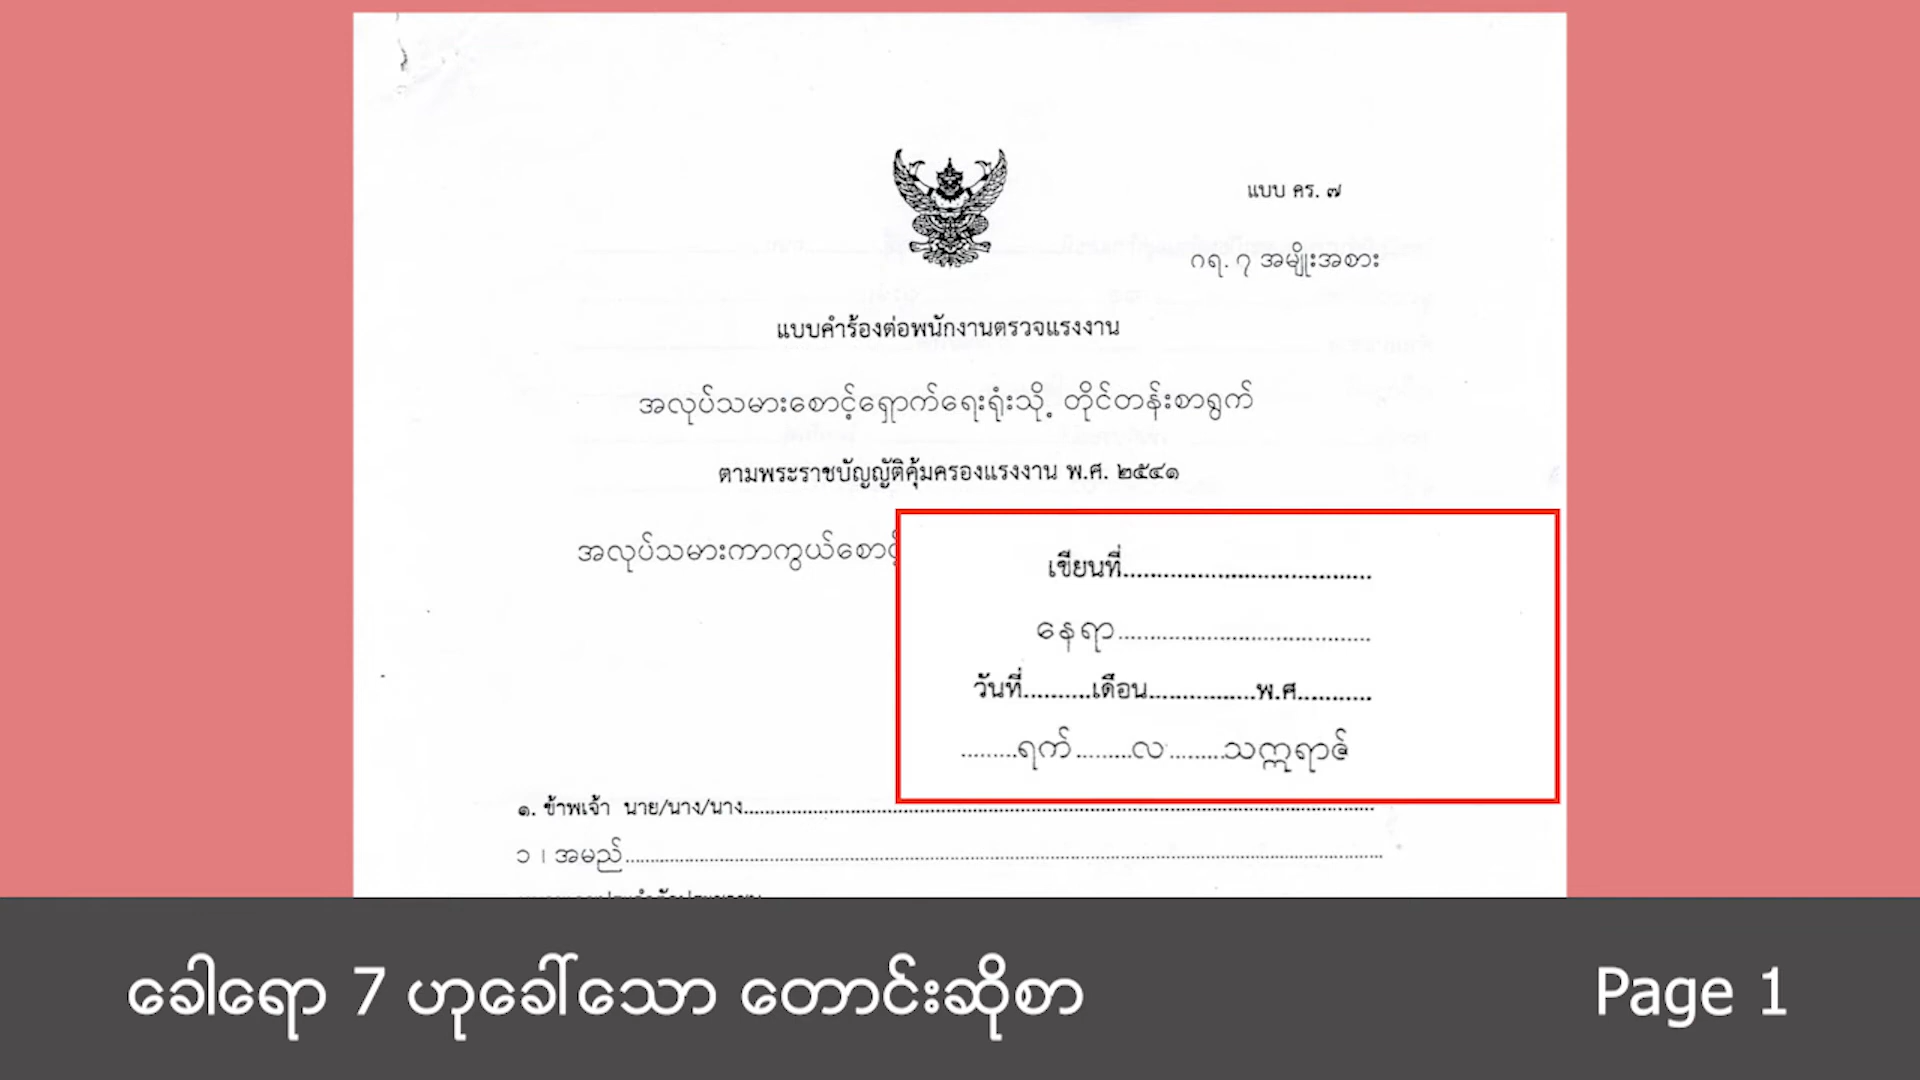 แบบ คร. ๗
ဂရ. ၇ အမျိုးအစား
แบบคำร้องต่อพนักงานตรวจแรงงาน
အလုပ်သမားစောင့်ရှောက်ရေးရုံးသို့ တိုင်တန်းစာရွက်
ตามพระราชบัญญัติคุ้มครองแรงงาน พ.ศ. ๒๕๔๑
အလုပ်သမားကာကွယ်စောင့်
เขียนที่....................................
နေရာ....................................
วันที่..........เดือน................พ.ศ...........
.........ရက်.........လ.........သက္ကရာဇ်
๑. ข้าพเจ้า นาย/นาง/นาง....................................
၁ ၊ အမည်....................................
ခေါရော 7 ဟုခေါ်သော တောင်းဆိုစာ
Page 1